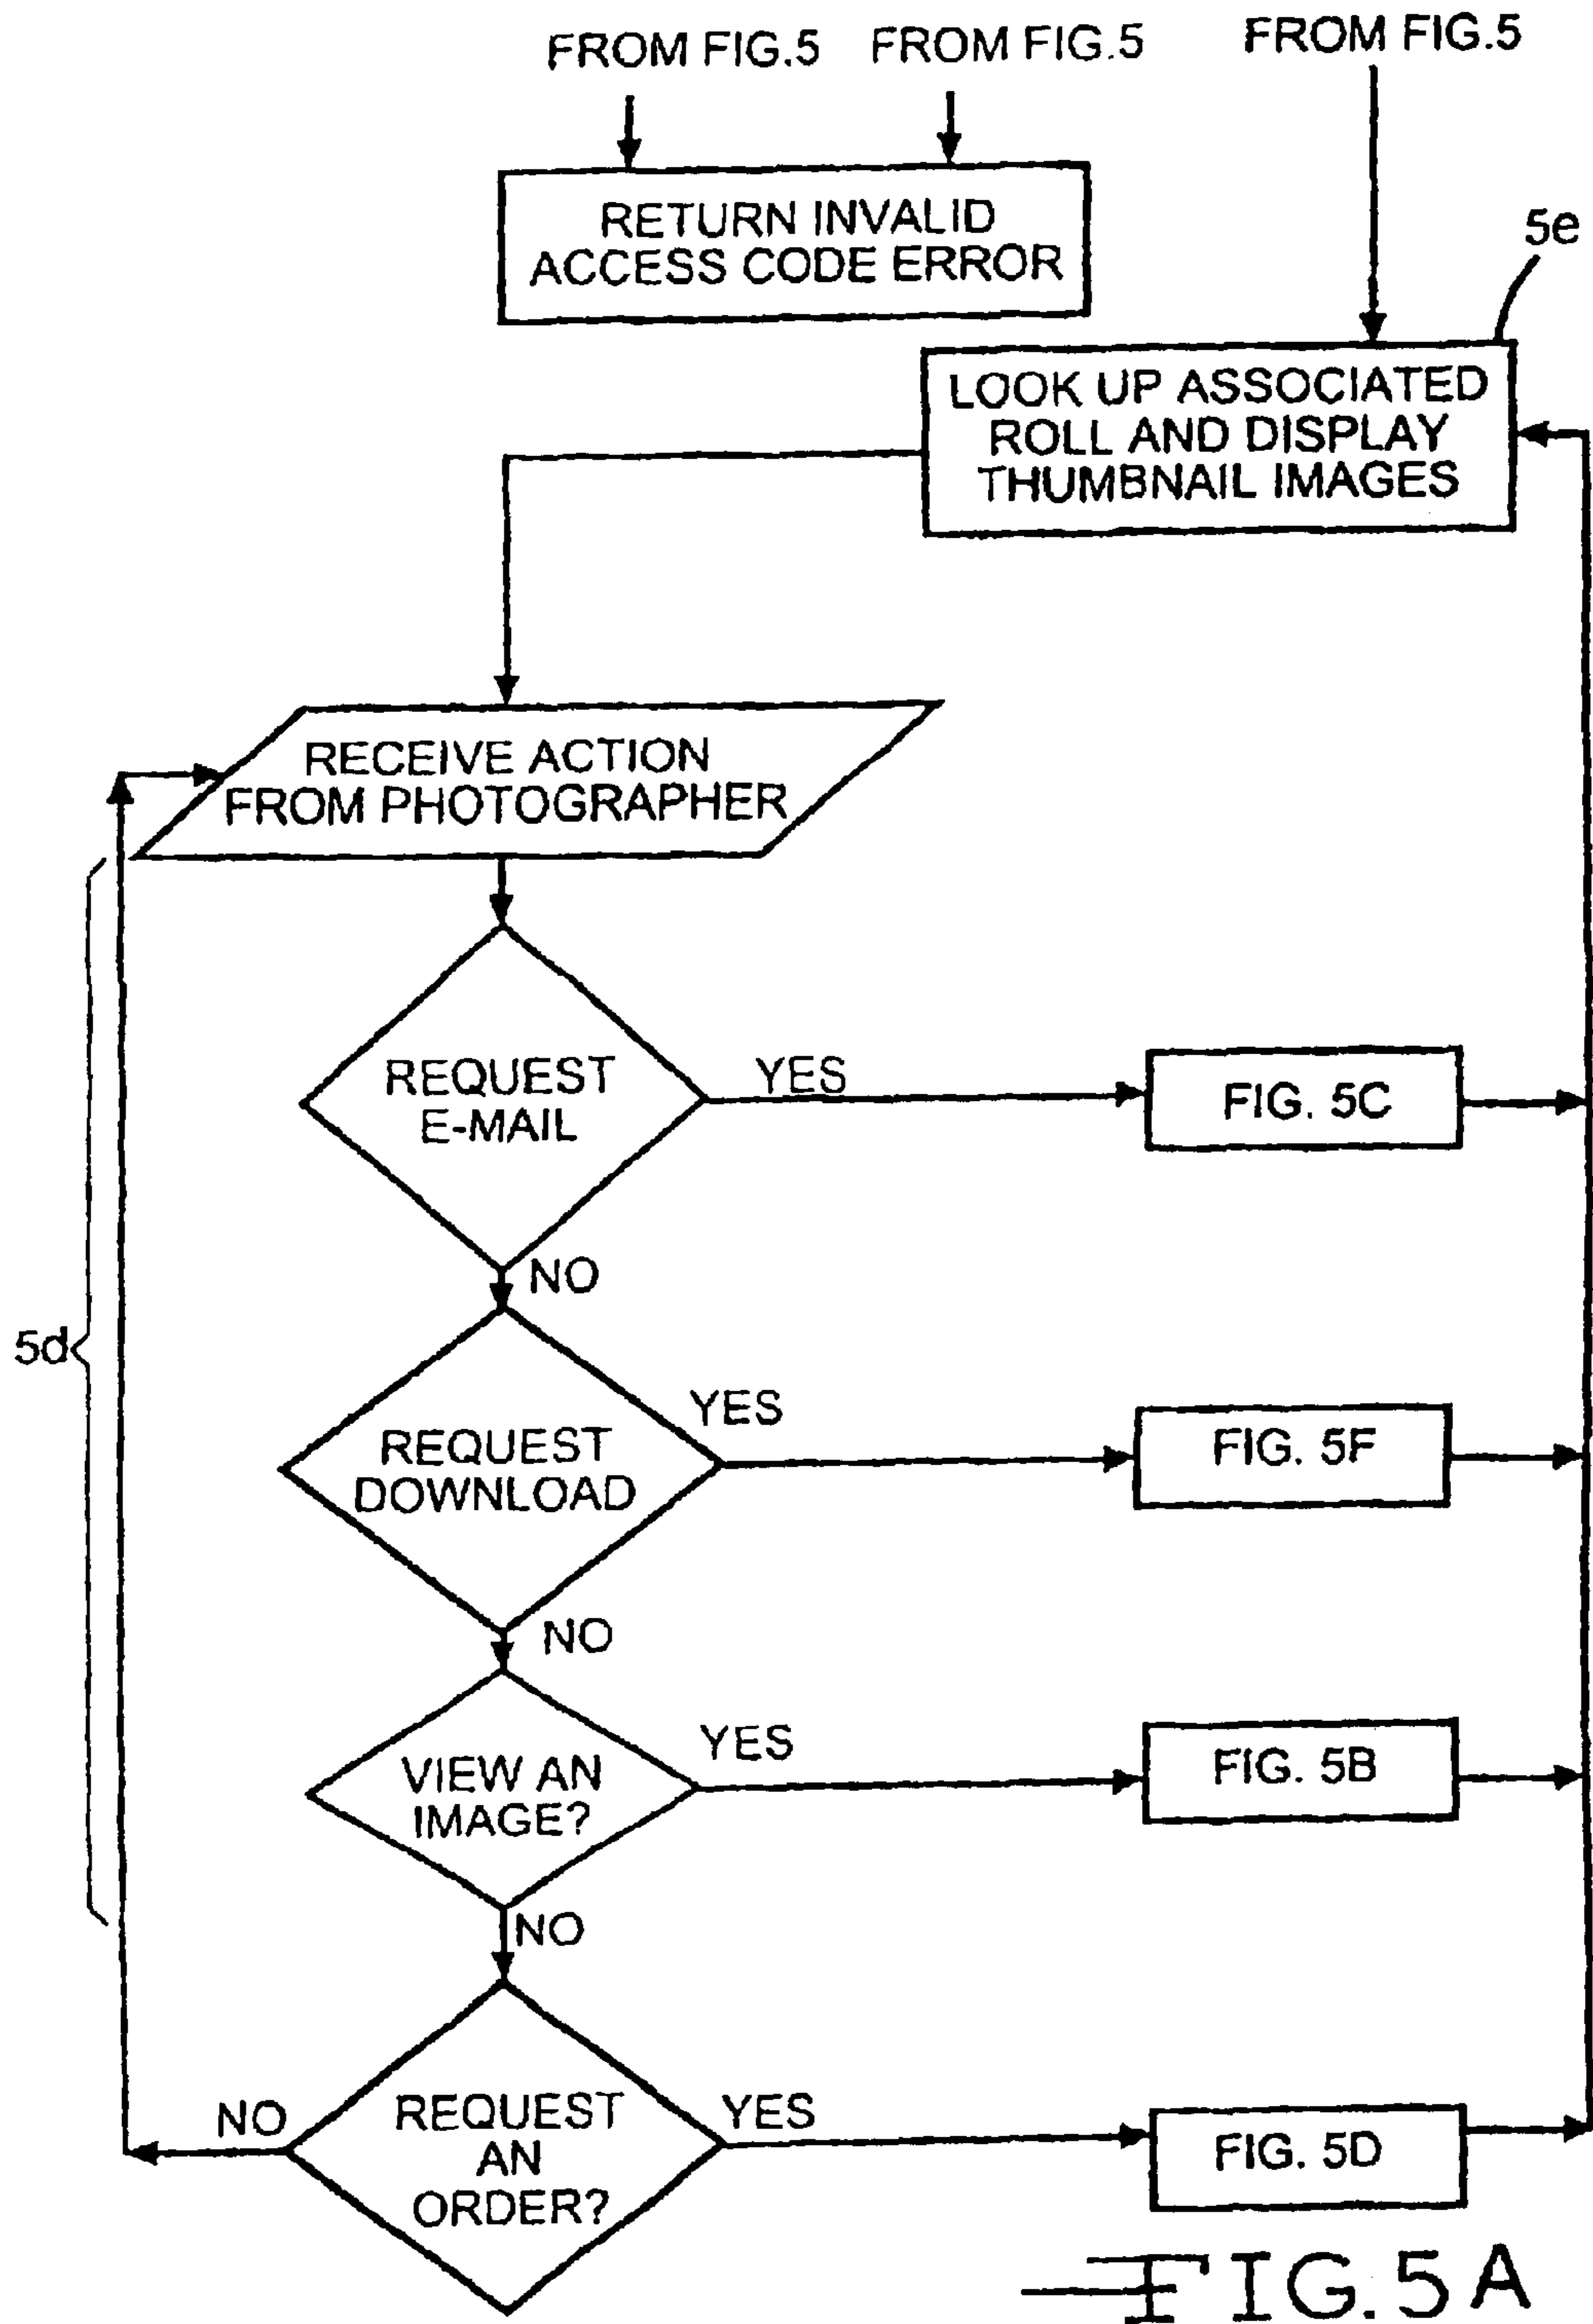 FROM FIG.5 FROM FIG.5 FROM FIG.5
RETURN INVALID
ACCESS CODE ERROR
5e
LOOK UP ASSOCIATED
ROLL AND DISPLAY
THUMBNAIL IMAGES
RECEIVE ACTION
FROM PHOTOGRAPHER
REQUEST
E-MAIL
YES
FIG. 5C
NO
5d
REQUEST
DOWNLOAD
YES
FIG. 5F
NO
VIEW AN
IMAGE?
YES
FIG. 5B
NO
NO
REQUEST
AN
ORDER?
YES
FIG. 5D
FIG. 5A